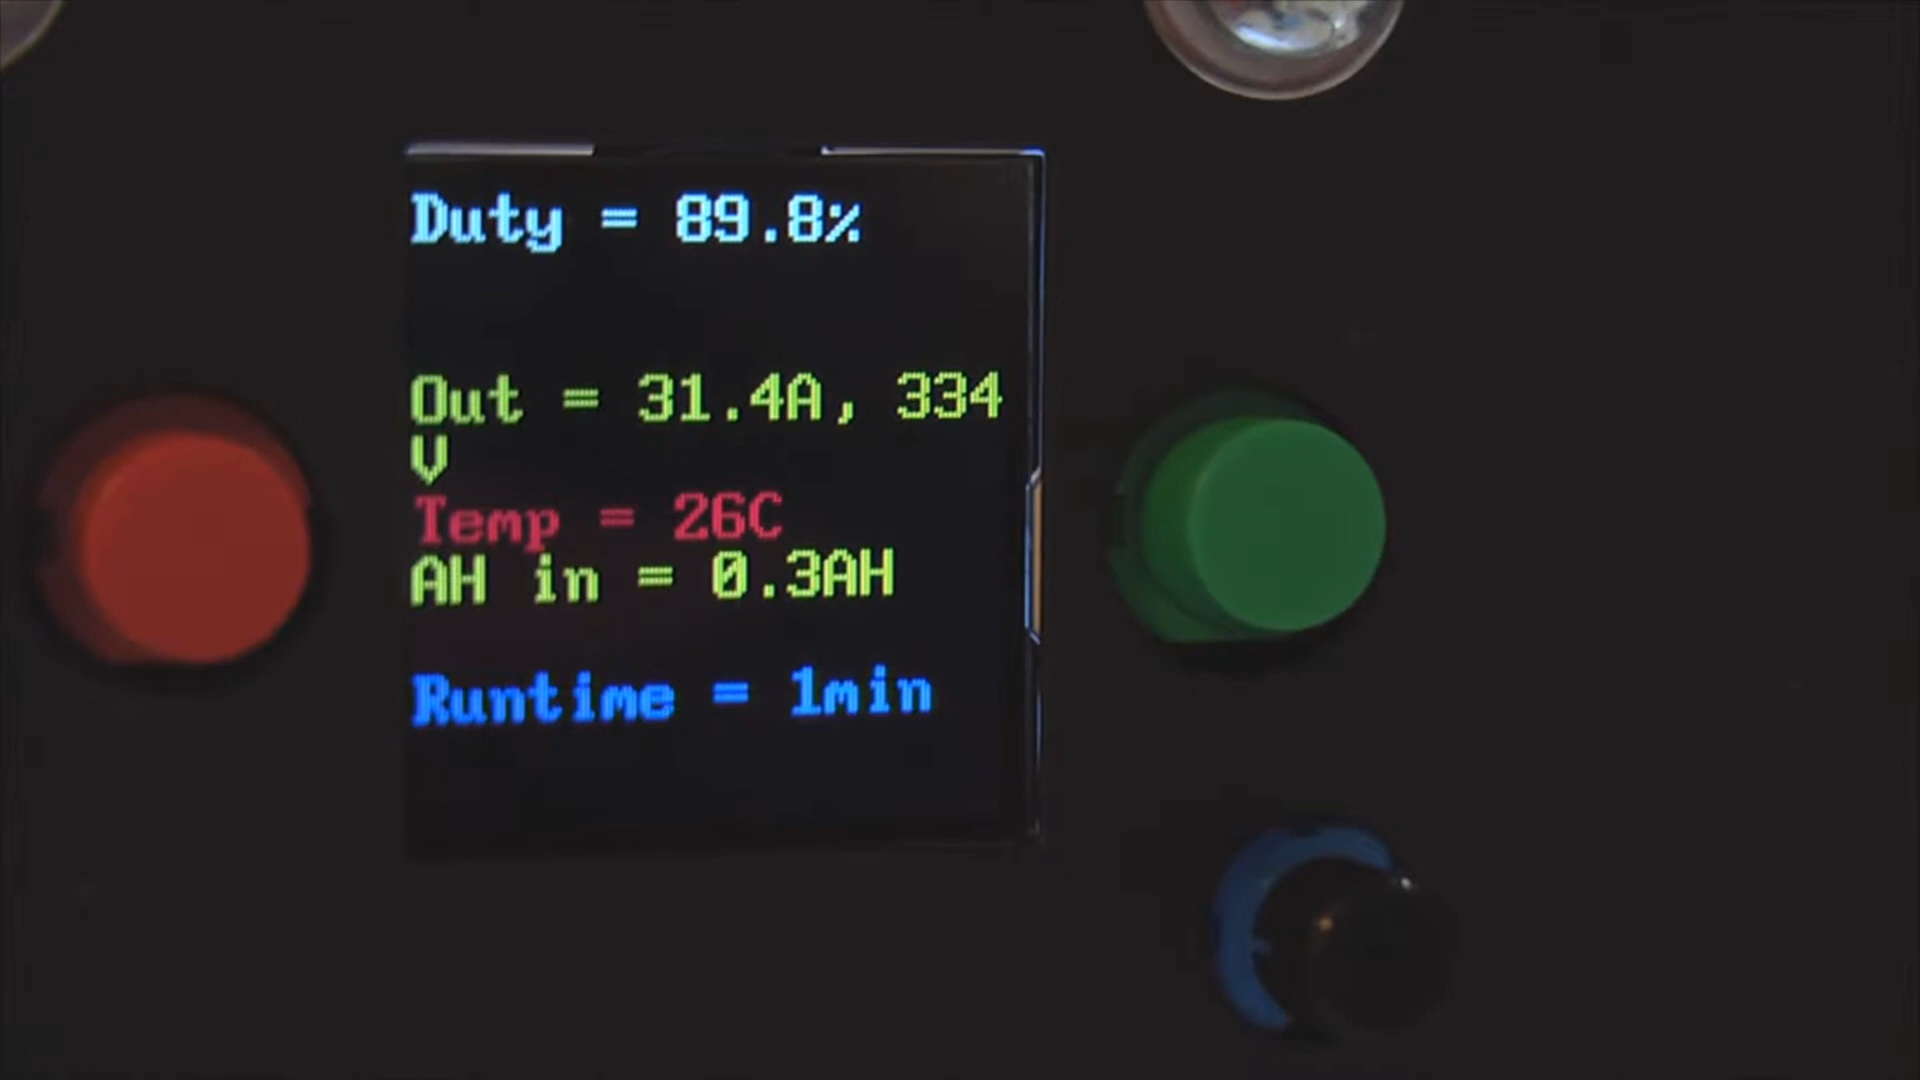 Duty = 89.8%
Out = 31.4A, 334
V
Temp = 26C
AH in = 0.3AH
Runtime = 1min